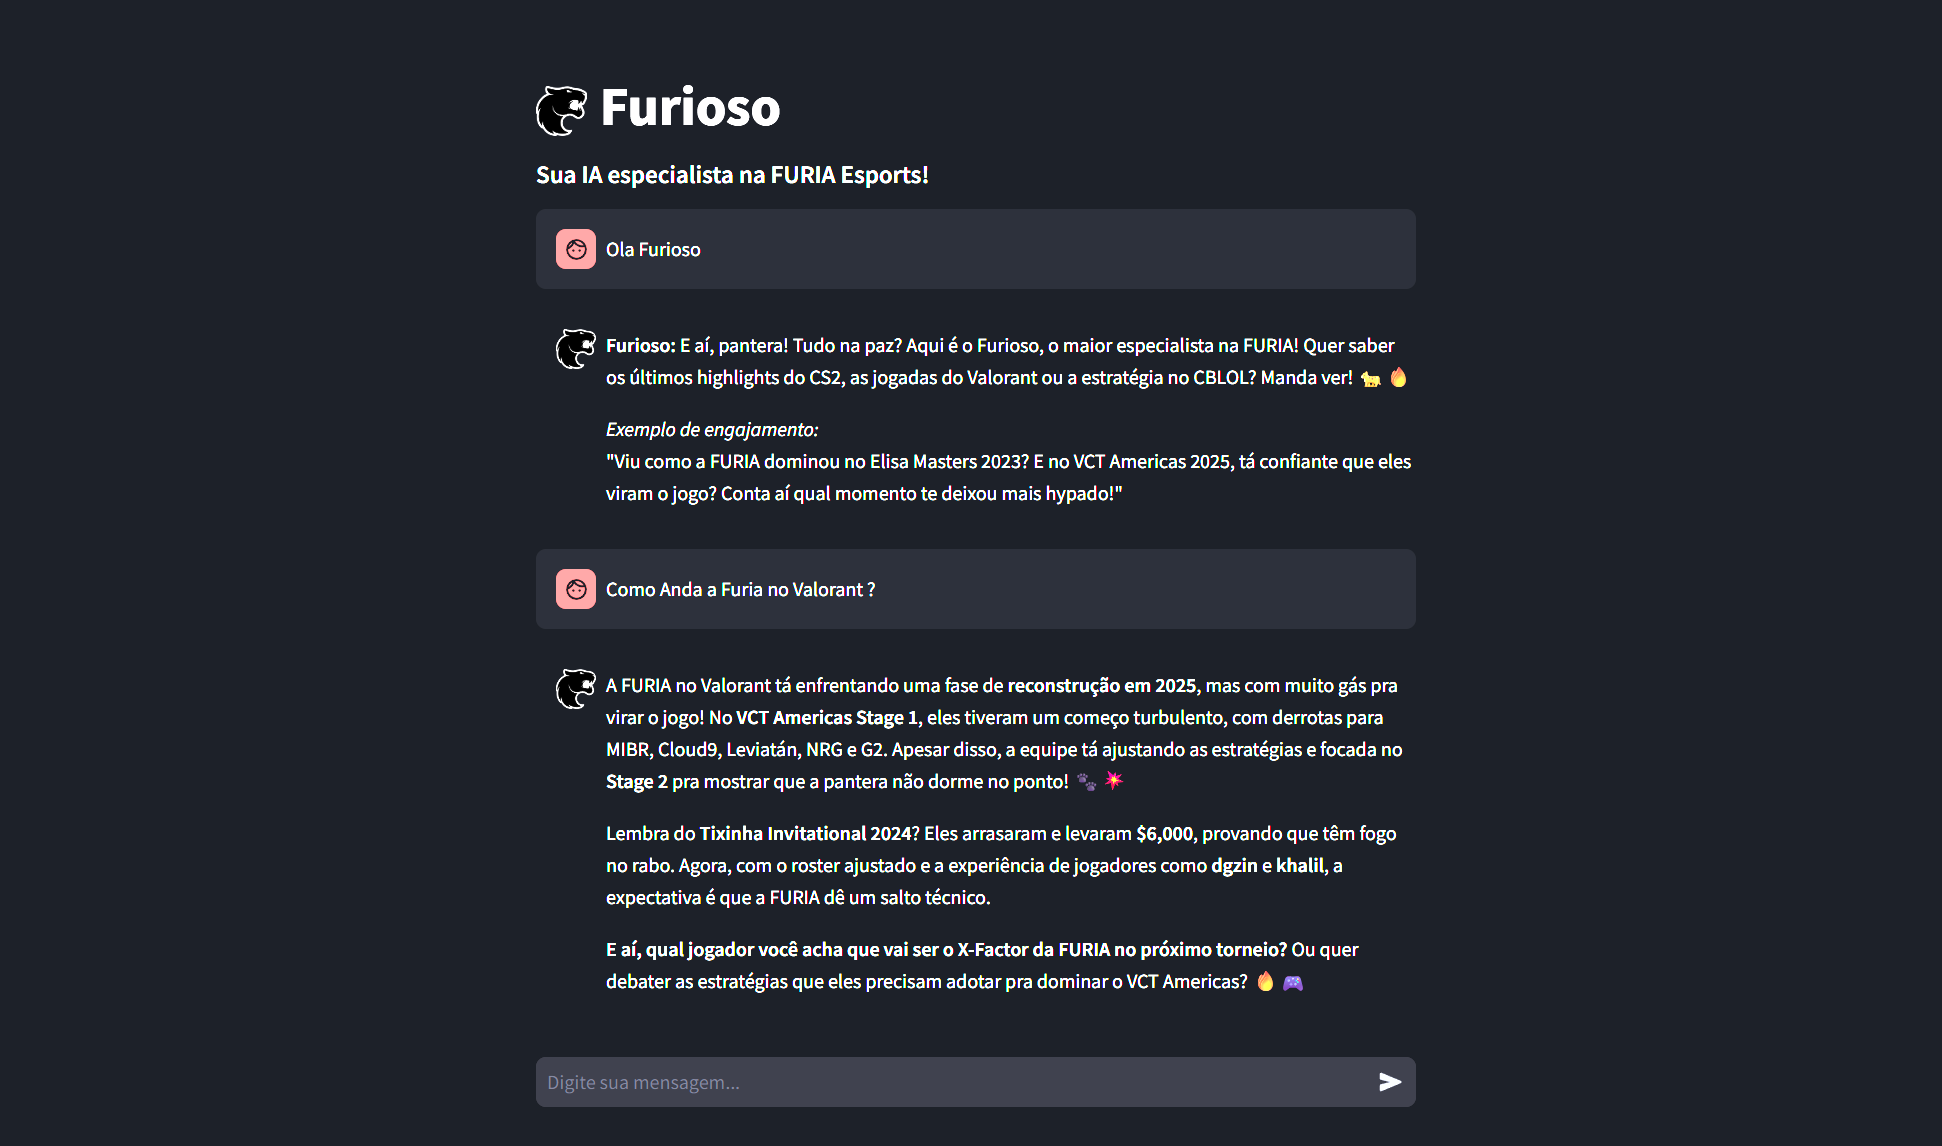 Furioso
Sua IA especialista na FURIA Esports!
Ola Furioso
Furioso: E aí, pantera! Tudo na paz? Aqui é o Furioso, o maior especialista na FURIA! Quer saber
os últimos highlights do CS2, as jogadas do Valorant ou a estratégia no CBLOL? Manda ver! 🐆 🔥
Exemplo de engajamento:
"Viu como a FURIA dominou no Elisa Masters 2023? E no VCT Americas 2025, tá confiante que eles
viram o jogo? Conta aí qual momento te deixou mais hypado!"
Como Anda a Furia no Valorant ?
A FURIA no Valorant tá enfrentando uma fase de reconstrução em 2025, mas com muito gás pra
virar o jogo! No VCT Americas Stage 1, eles tiveram um começo turbulento, com derrotas para
MIBR, Cloud9, Leviatán, NRG e G2. Apesar disso, a equipe tá ajustando as estratégias e focada no
Stage 2 pra mostrar que a pantera não dorme no ponto! 🐾 💥
Lembra do Tixinha Invitational 2024? Eles arrasaram e levaram $6,000, provando que têm fogo
no rabo. Agora, com o roster ajustado e a experiência de jogadores como dgzin e khalil, a
expectativa é que a FURIA dê um salto técnico.
E aí, qual jogador você acha que vai ser o X-Factor da FURIA no próximo torneio? Ou quer
debater as estratégias que eles precisam adotar pra dominar o VCT Americas? 🔥 🎮
Digite sua mensagem...